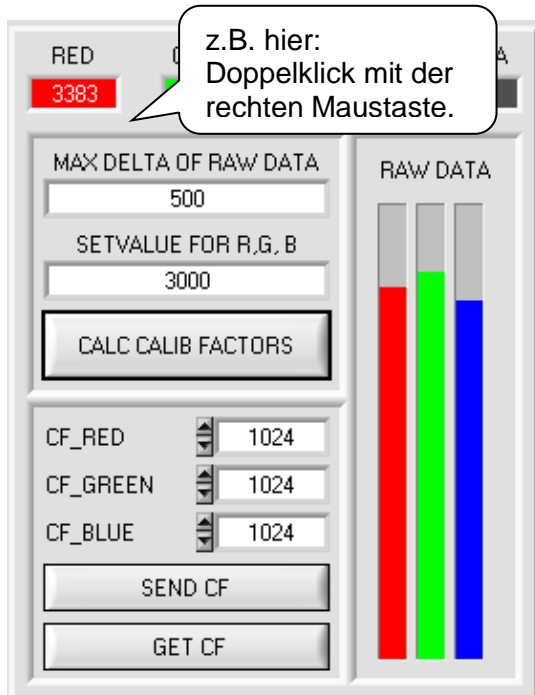 RED
3383
z.B. hier:
Doppelklick mit der
rechten Maustaste.
MAX DELTA OF RAW DATA
500
SETVALUE FOR R,G, B
3000
CALC CALIB FACTORS
RAW DATA
CF_RED 1024
CF_GREEN 1024
CF_BLUE 1024
SEND CF
GET CF